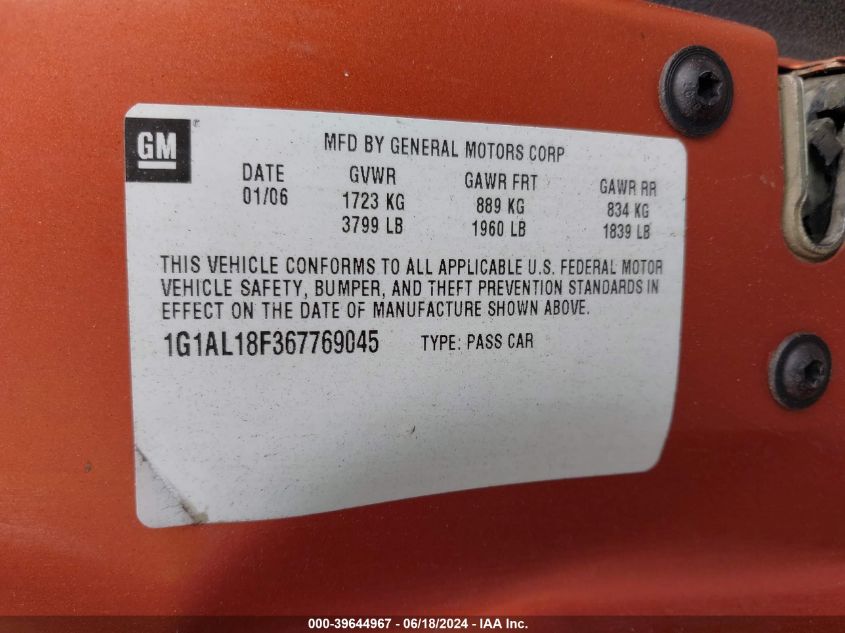 GM®
MFD BY GENERAL MOTORS CORP
DATE GVWR GAWR FRT GAWR RR
01/06 1723 KG 889 KG 834 KG
3799 LB 1960 LB 1839 LB
THIS VEHICLE CONFORMS TO ALL APPLICABLE U.S. FEDERAL MOTOR
VEHICLE SAFETY, BUMPER, AND THEFT PREVENTION STANDARDS IN
EFFECT ON THE DATE OF MANUFACTURE SHOWN ABOVE.
1G1AL18F367769045 TYPE: PASS CAR
000-39644967 - 06/18/2024 - IAA Inc.